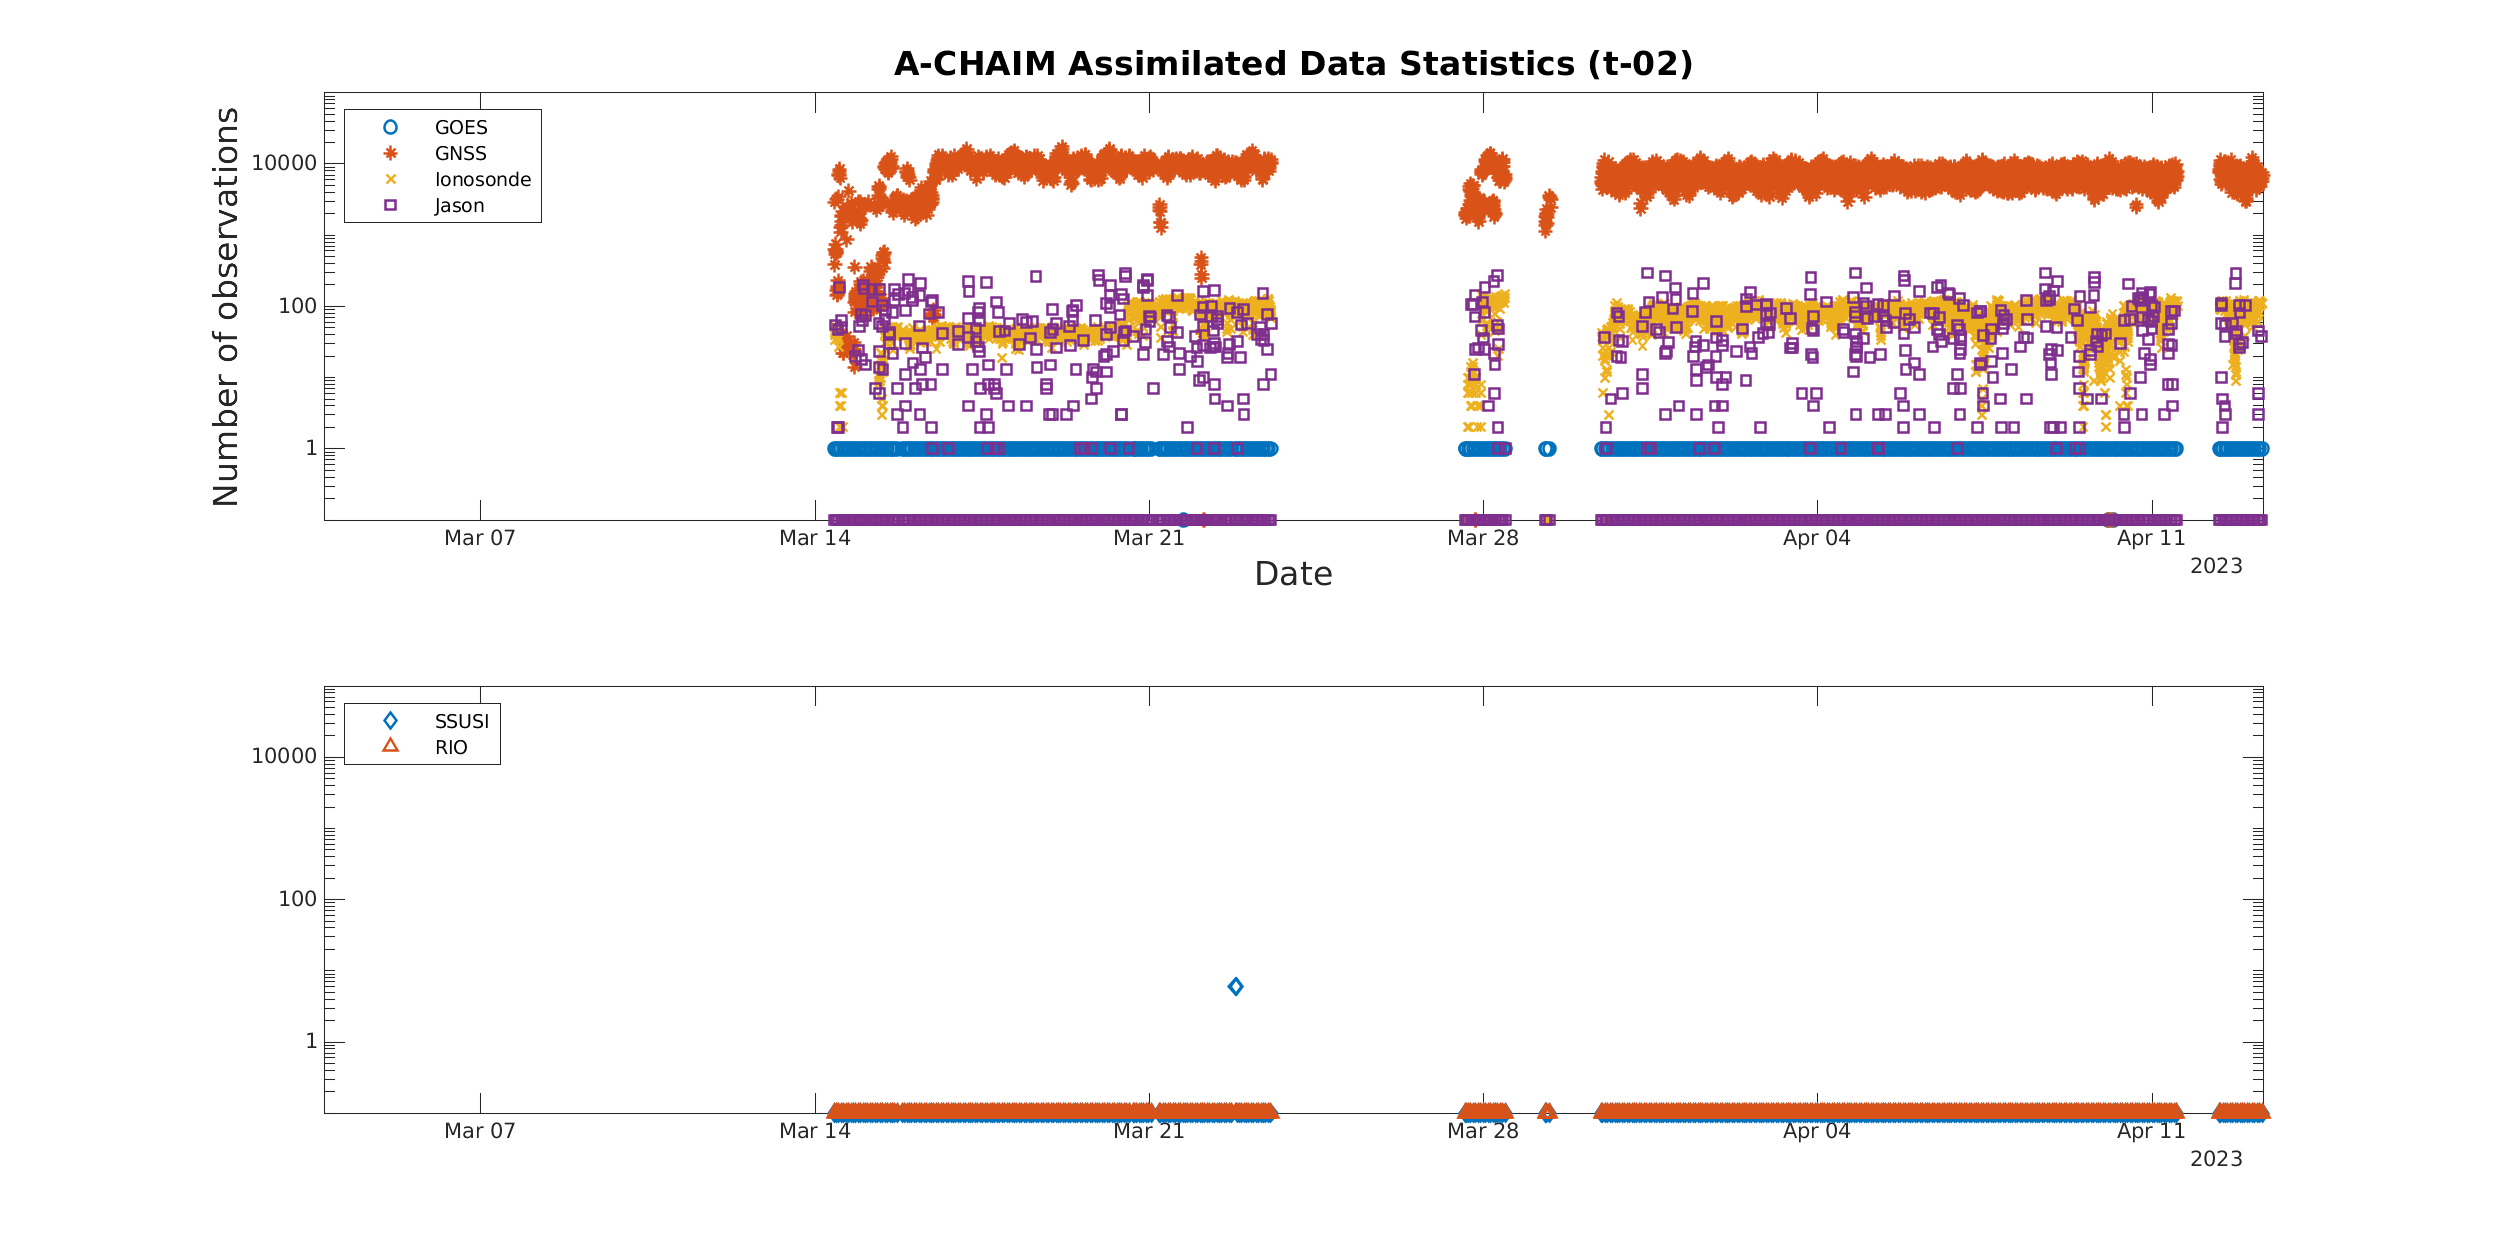 A-CHAIM Assimilated Data Statistics (t-02)
Number of observations
10000
100
1
GOES
GNSS
Ionosonde
Jason
Mar 07
Mar 14
Mar 21
Mar 28
Apr 04
Apr 11
2023
Date
10000
100
1
SSUSI
RIO
Mar 07
Mar 14
Mar 21
Mar 28
Apr 04
Apr 11
2023